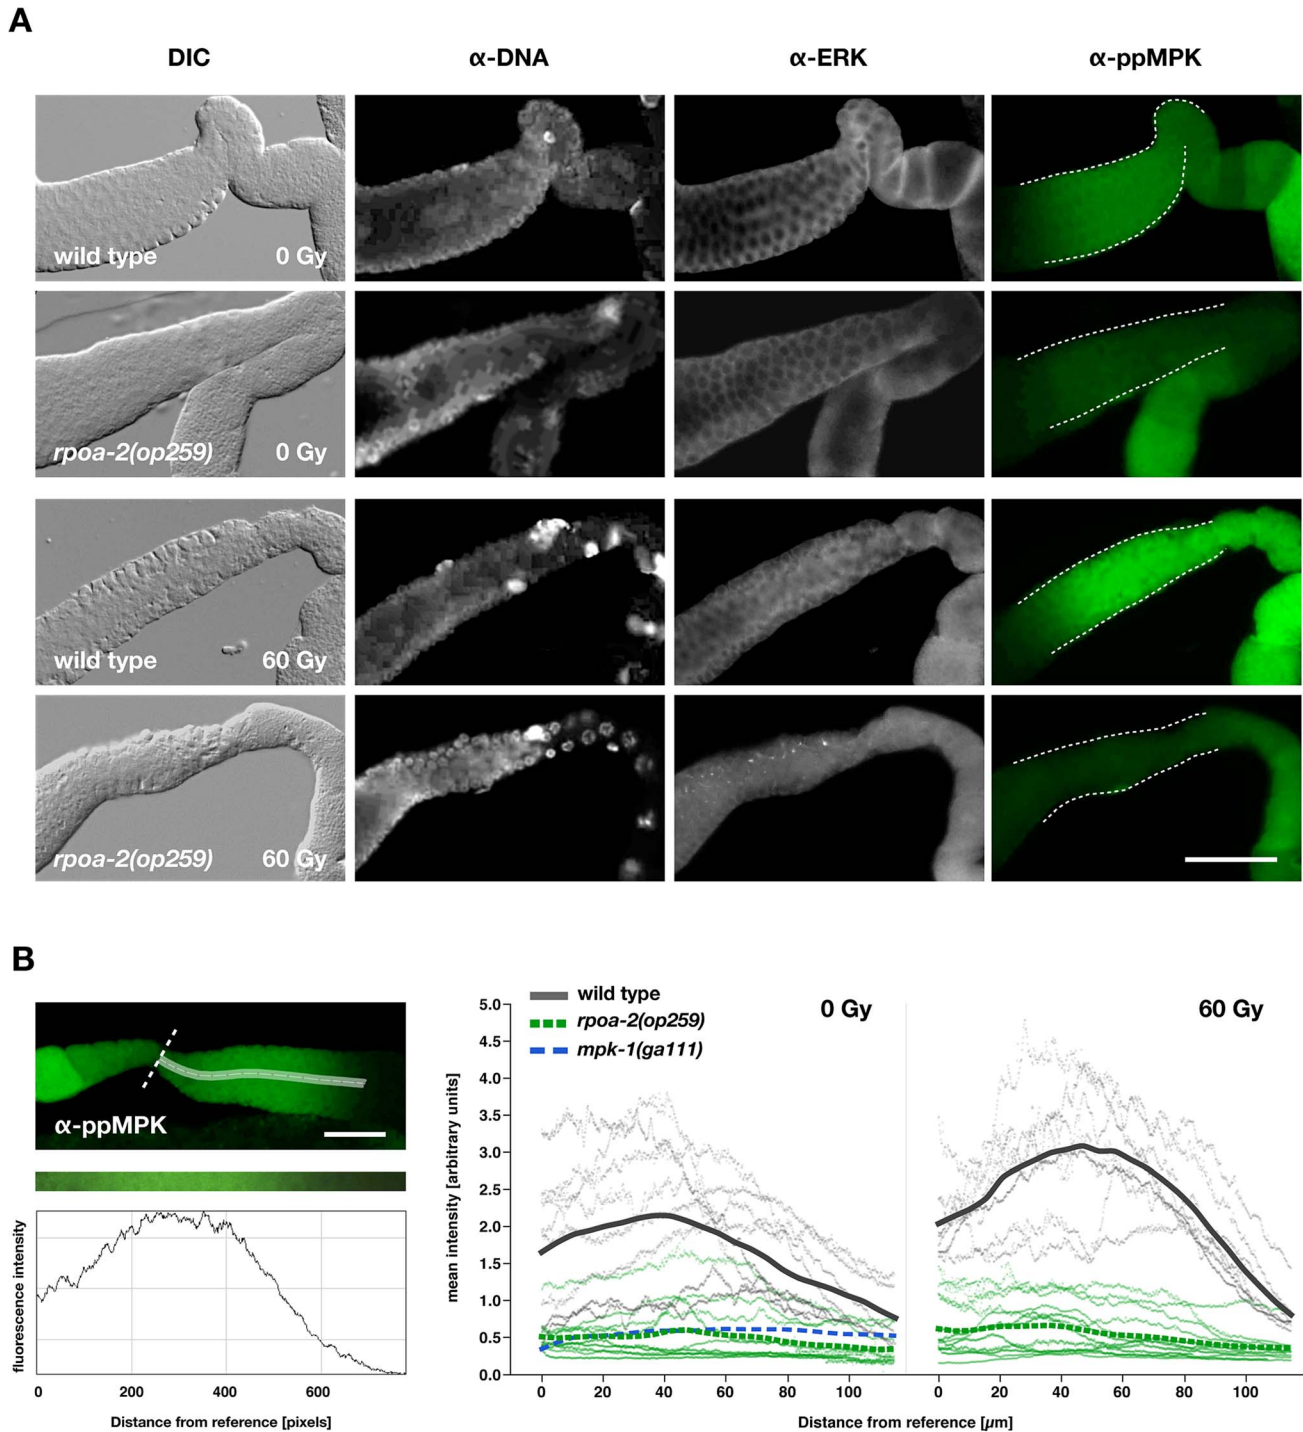 A
DIC
α-DNA
α-ERK
α-ppMPK
wild type 0 Gy
rpoa-2(op259) 0 Gy
wild type 60 Gy
rpoa-2(op259) 60 Gy
B
α-ppMPK
fluorescence intensity
0 200 400 600
Distance from reference [pixels]
wild type
rpoa-2(op259)
mpk-1(ga111)
0 Gy
60 Gy
mean intensity [arbitrary units]
5.0
4.5
4.0
3.5
3.0
2.5
2.0
1.5
1.0
0.5
0.0
0 20 40 60 80 100
0 20 40 60 80 100
Distance from reference [µm]